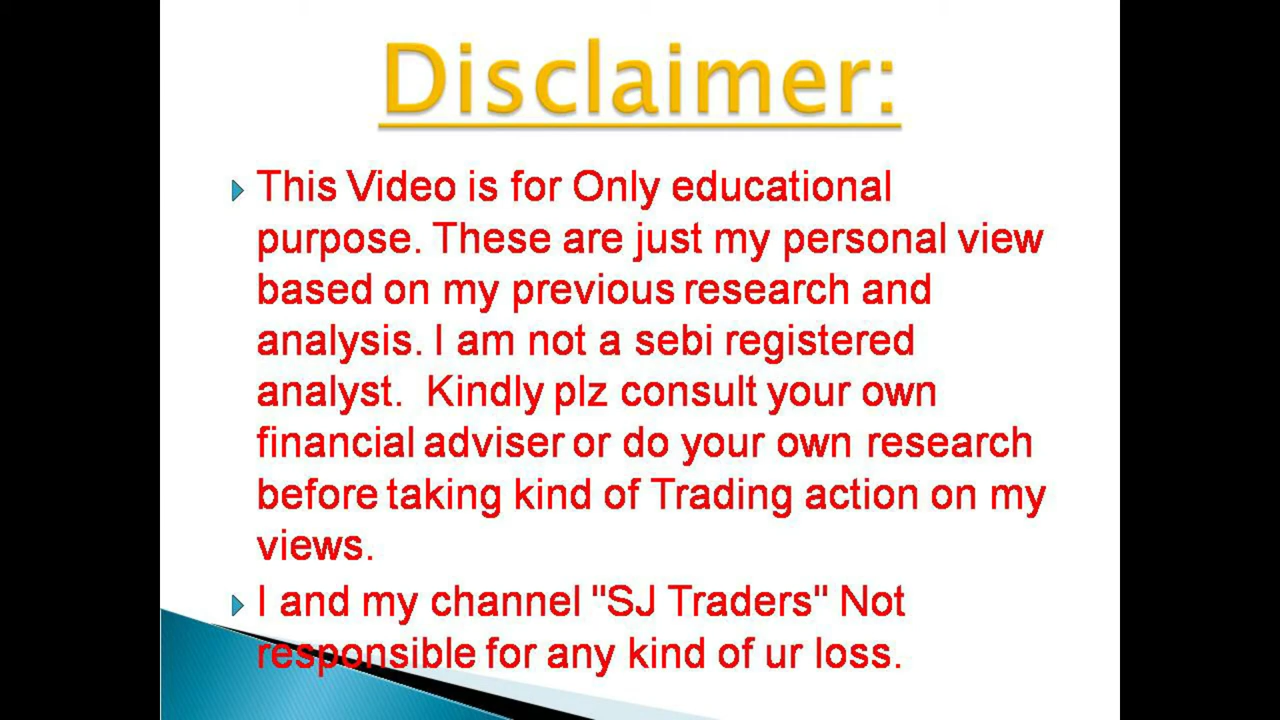 Disclaimer:
This Video is for Only educational
purpose. These are just my personal view
based on my previous research and
analysis. I am not a sebi registered
analyst.  Kindly plz consult your own
financial adviser or do your own research
before taking kind of Trading action on my
views.
I and my channel "SJ Traders" Not
responsible for any kind of ur loss.